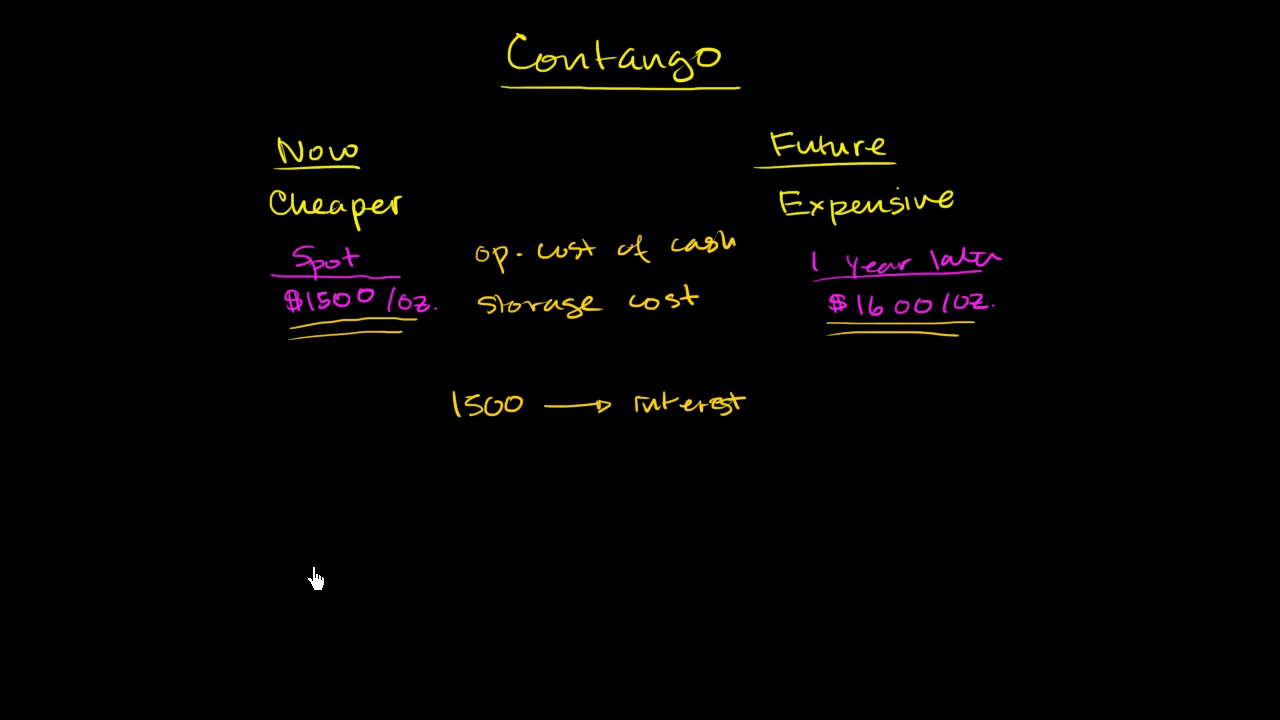 Contango
Now
Future
Cheaper
Expensive
Spot
op. cost of cash
1 year later
$1500/oz.
storage cost
$1600/oz.
1500 → interest